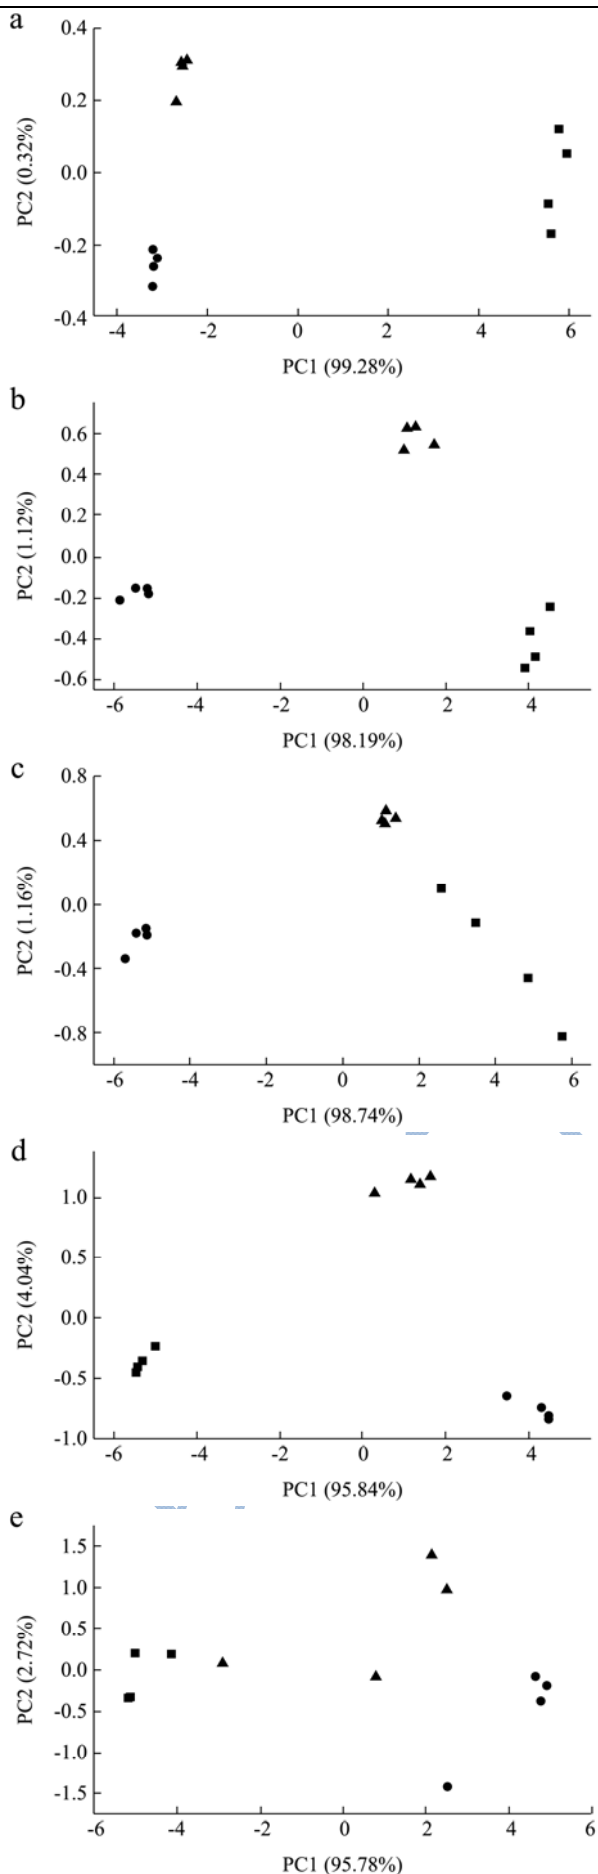 a
0.4
0.2
0.0
-0.2
-0.4
PC2 (0.32%)
-4 -2 0 2 4 6
PC1 (99.28%)
b
0.6
0.4
0.2
0.0
-0.2
-0.4
-0.6
PC2 (1.12%)
-6 -4 -2 0 2 4
PC1 (98.19%)
c
0.8
0.4
0.0
-0.4
-0.8
PC2 (1.16%)
-6 -4 -2 0 2 4 6
PC1 (98.74%)
d
1.0
0.5
0.0
-0.5
-1.0
PC2 (4.04%)
-6 -4 -2 0 2 4
PC1 (95.84%)
e
1.5
1.0
0.5
0.0
-0.5
-1.0
-1.5
PC2 (2.72%)
-6 -4 -2 0 2 4 6
PC1 (95.78%)